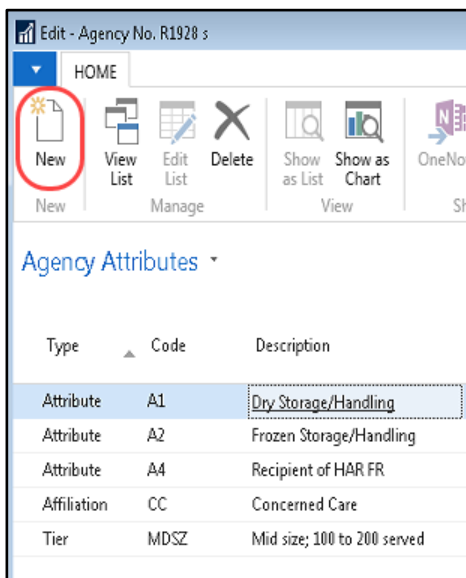 Edit - Agency No. R1928 s
HOME
New View List Edit List Delete Show as List Show as Chart
New Manage View
Agency Attributes
Type Code Description
Attribute A1 Dry Storage/Handling
Attribute A2 Frozen Storage/Handling
Attribute A4 Recipient of HAR FR
Affiliation CC Concerned Care
Tier MDSZ Mid size; 100 to 200 served